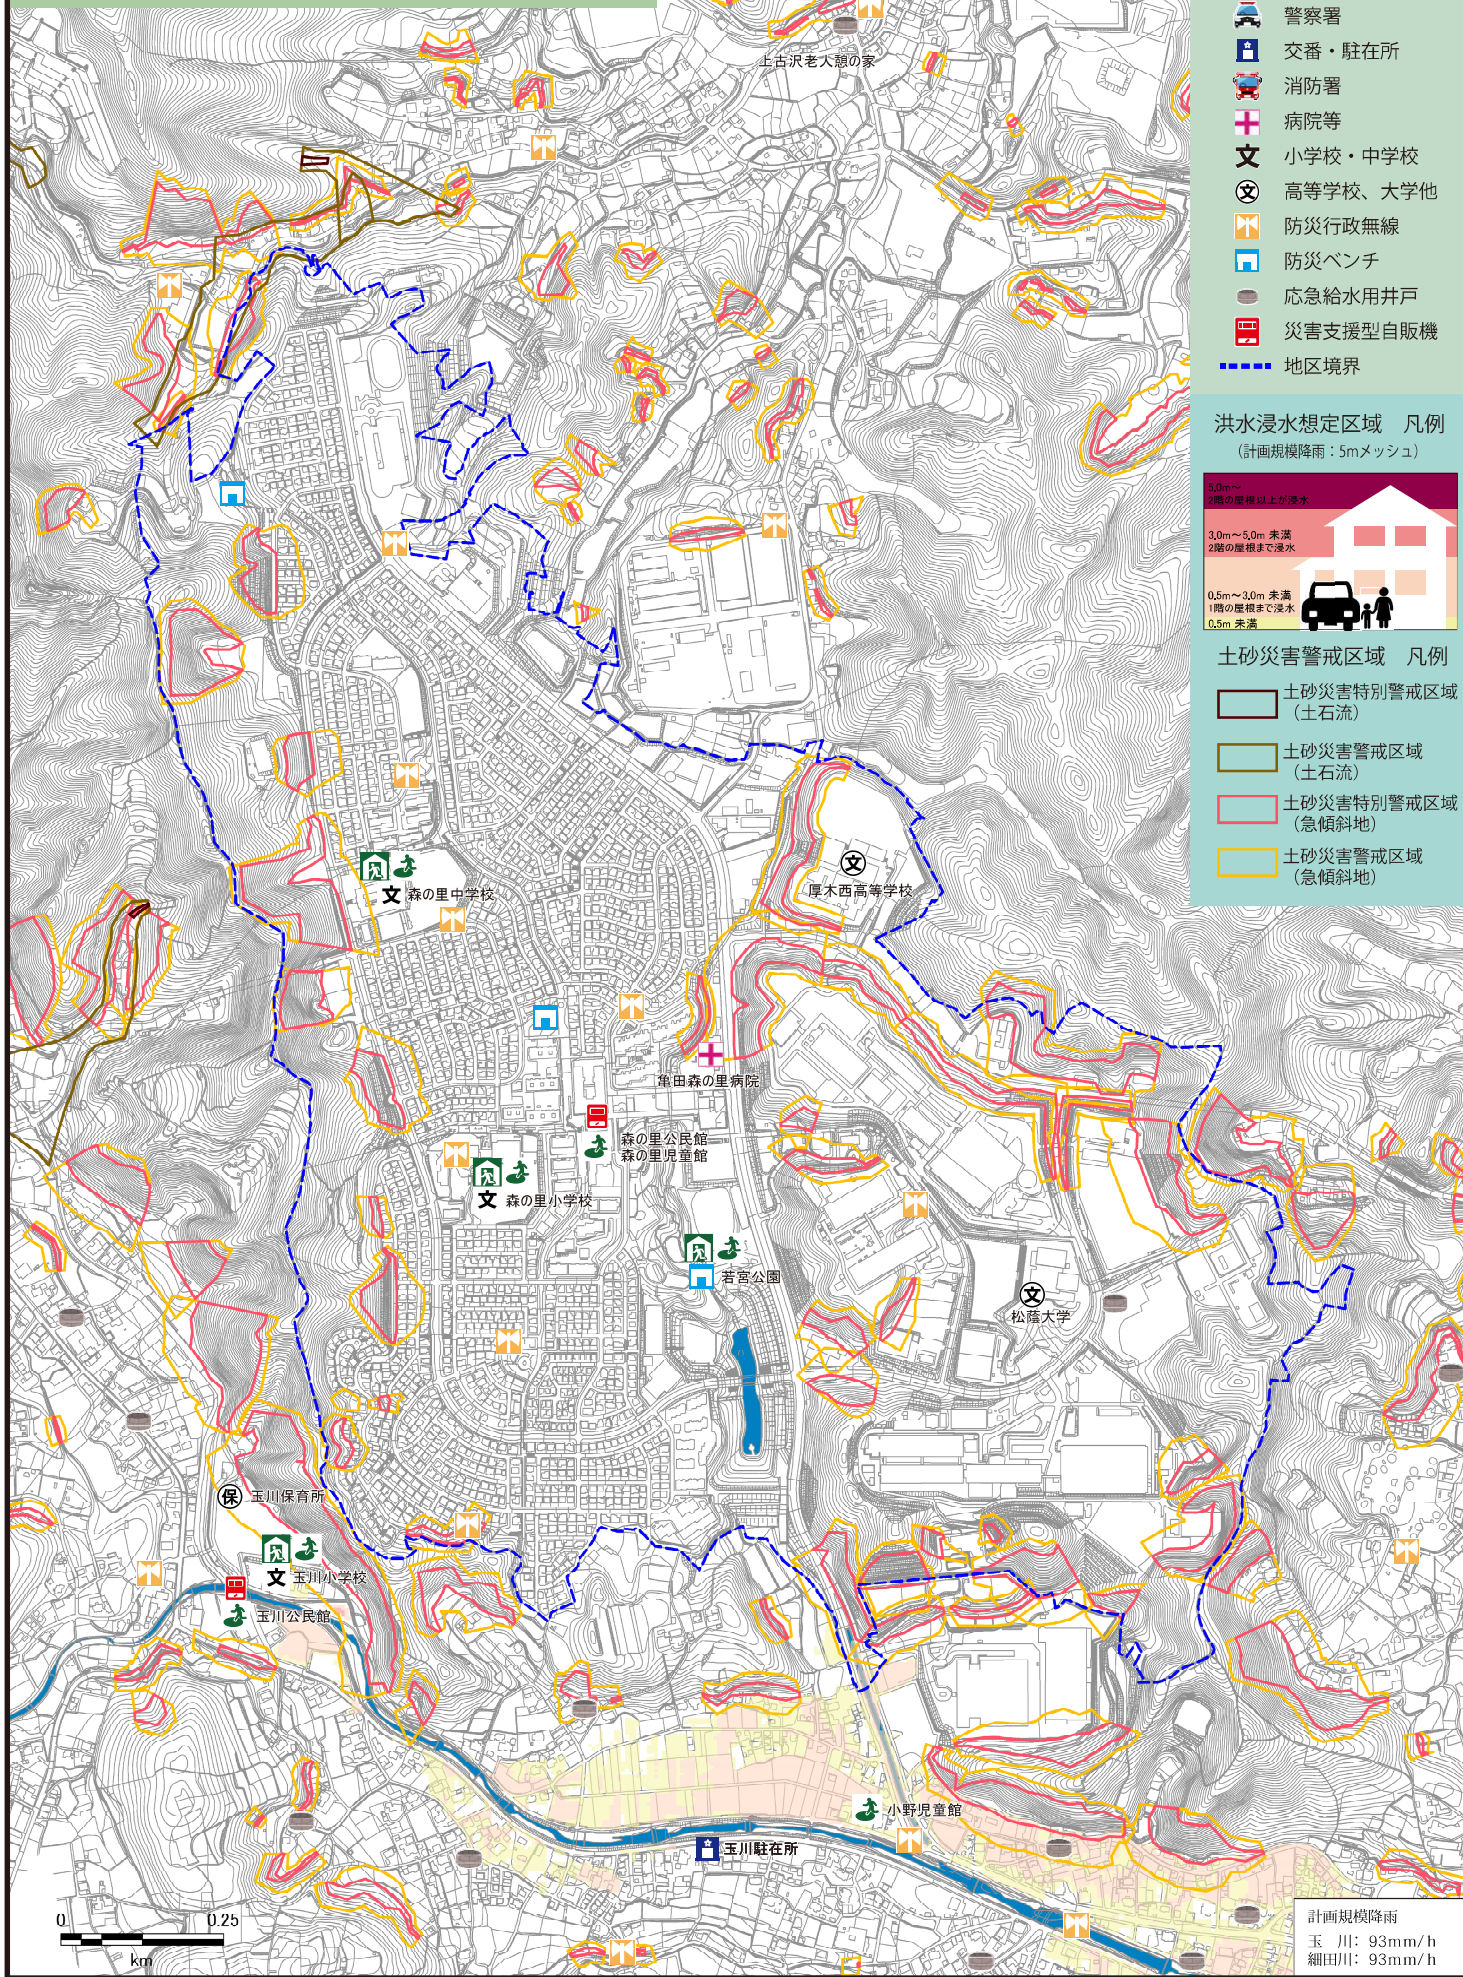 警察署
交番・駐在所
消防署
病院等
文 小学校・中学校
文 高等学校、大学他
防災行政無線
防災ベンチ
応急給水用井戸
災害支援型自販機
地区境界
洪水浸水想定区域 凡例
(計画規模降雨：5mメッシュ)
5.0m～
2階の屋根以上が浸水
3.0m～5.0m 未満
2階の屋根まで浸水
0.5m～3.0m 未満
1階の屋根まで浸水
0.5m 未満
土砂災害警戒区域 凡例
土砂災害特別警戒区域
（土石流）
土砂災害警戒区域
（土石流）
土砂災害特別警戒区域
（急傾斜地）
土砂災害警戒区域
（急傾斜地）
上古沢老人憩の家
文
厚木西高等学校
文 森の里中学校
亀田森の里病院
森の里公民館
森の里児童館
文 森の里小学校
若宮公園
文
松蔭大学
保 玉川保育所
文 玉川小学校
玉川公民館
小野児童館
玉川駐在所
0 0.25
km
計画規模降雨
玉 川：93mm/h
細田川：93mm/h